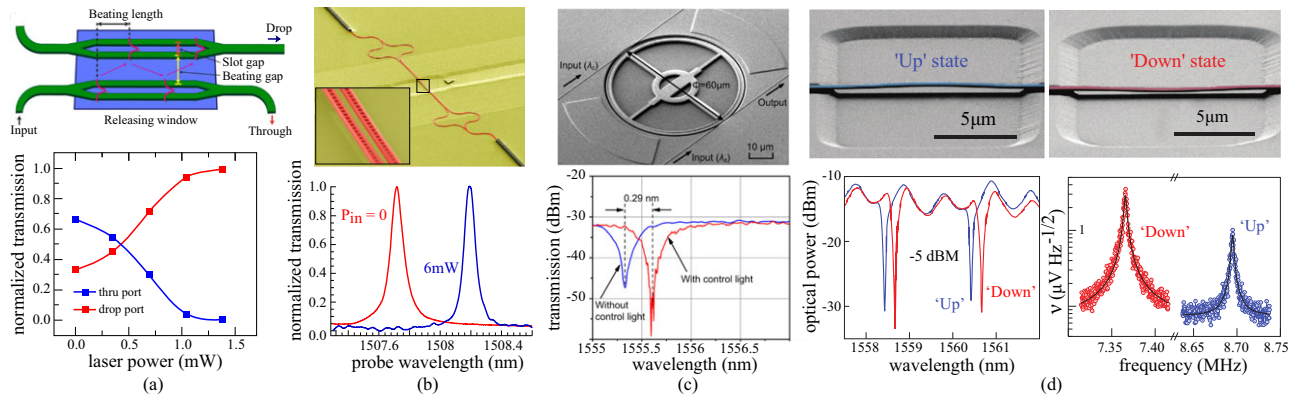 Beating length
Drop
Slot gap
Beating gap
Input
Releasing window
Through
normalized transmission
1.0
0.8
0.6
0.4
0.2
0.0
thru port
drop port
0.0 0.5 1.0 1.5
laser power (mW)
(a)
normalized transmission
1.0
0.8
0.6
0.4
0.2
0.0
Pin = 0
6mW
1507.6 1508 1508.4
probe wavelength (nm)
(b)
Input (λc)
Φ=60μm
Output
Input (λs)
10 μm
transmission (dBm)
-20
-30
-40
-50
0.29 nm
With control light
Without
control light
1555 1555.5 1556 1556.5
wavelength (nm)
(c)
'Up' state
5μm
'Down' state
5μm
optical power (dBm)
-10
-20
-30
-5 dBM
'Up'
'Down'
1558 1559 1560 1561
wavelength (nm)
ν (μV Hz-1/2)
1
'Down'
'Up'
7.35 7.40 8.65 8.70 8.75
frequency (MHz)
(d)